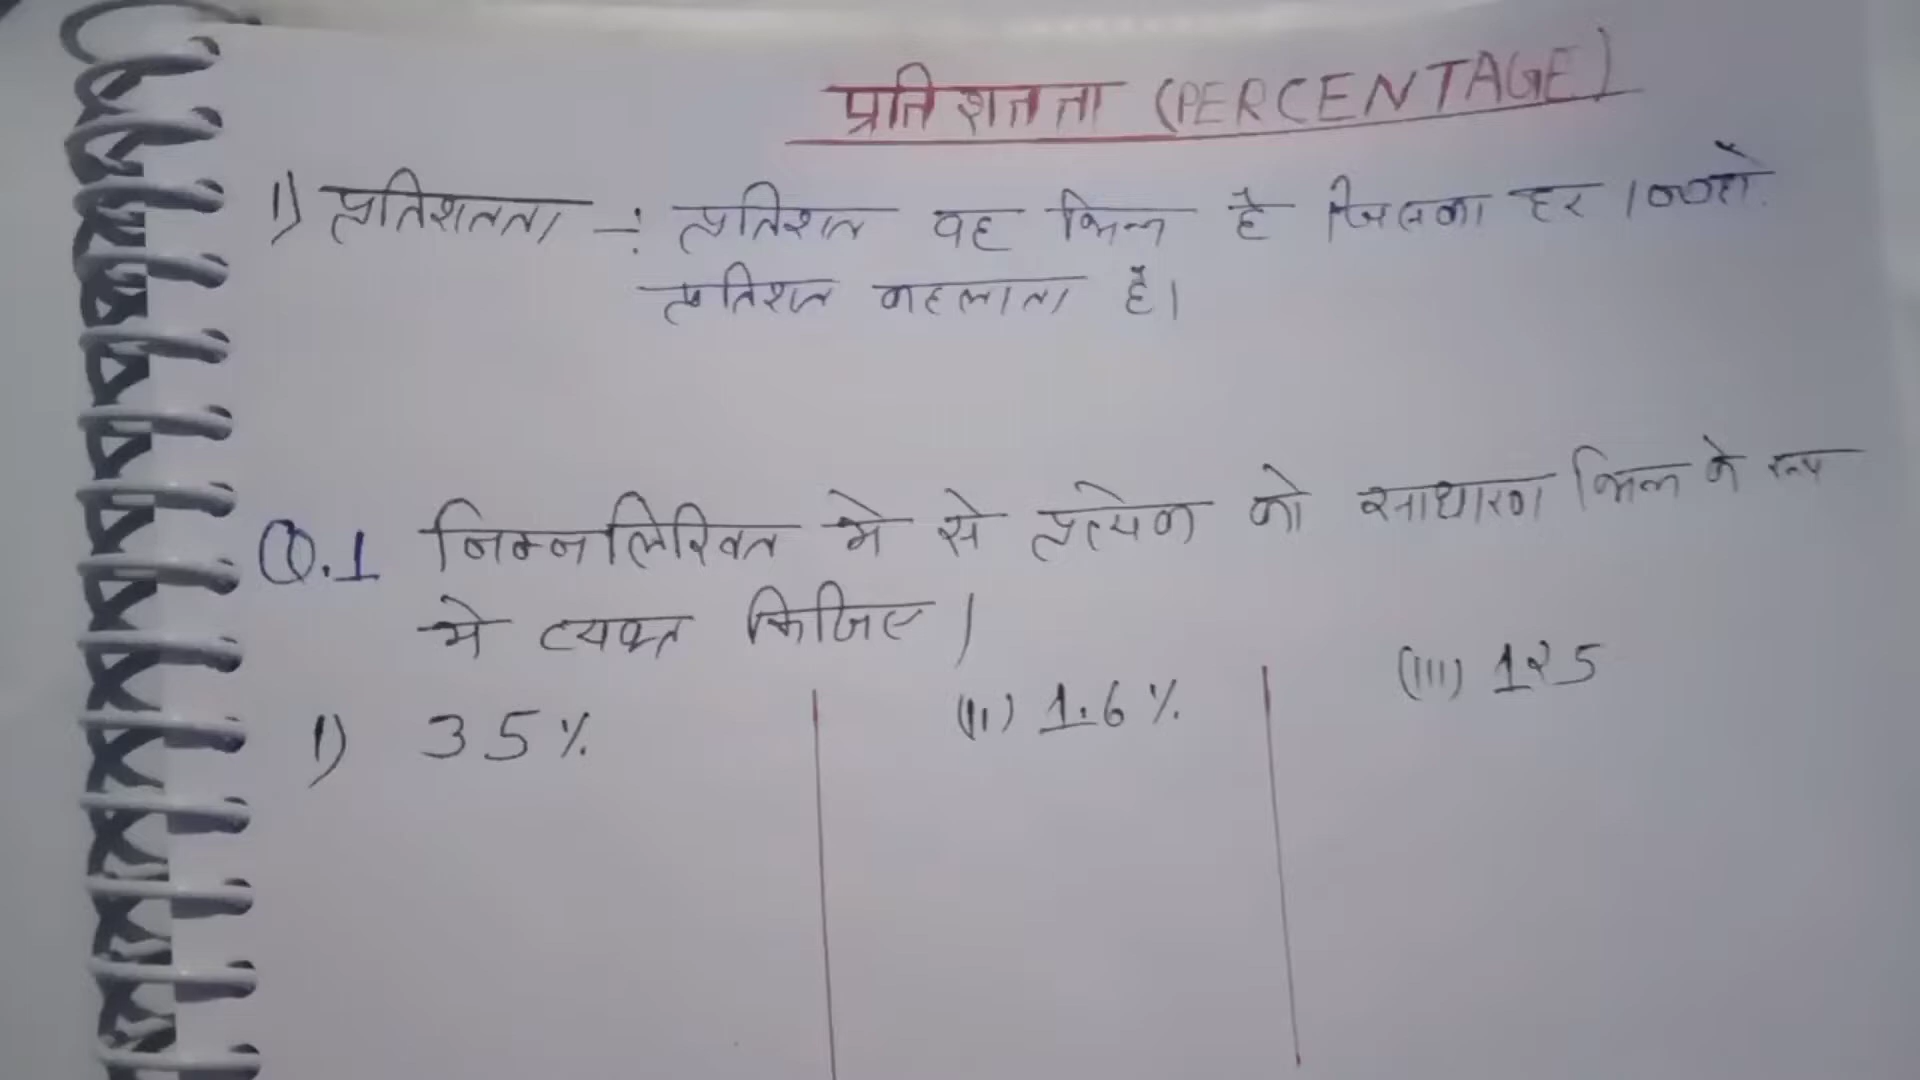 प्रतिशतता (PERCENTAGE)
1) प्रतिशतता -: प्रतिशत वह भिन्न है जिसका हर 100 हो.
प्रतिशत कहलाता है।
Q.1 निम्नलिखित मे से प्रत्येक को साधारण भिन्न के रूप
मे व्यक्त किजिए।
1) 35% (ii) 1.6% (iii) 125